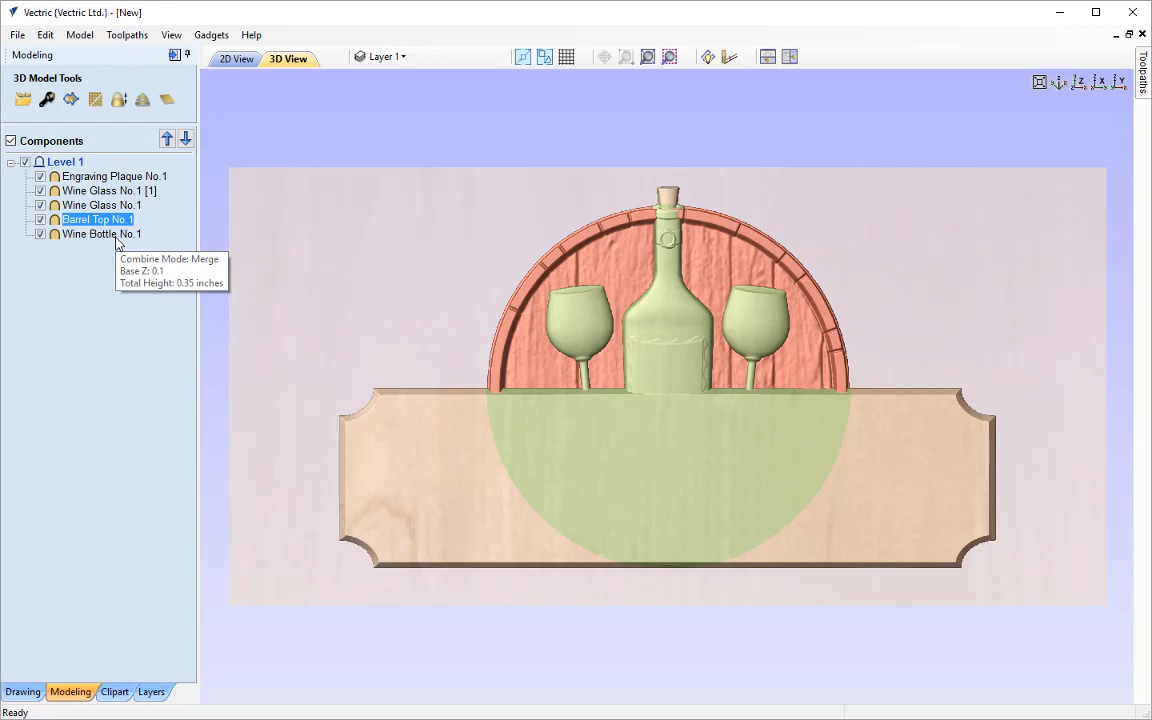 Vectric {Vectric Ltd.} - [New]
File Edit Model Toolpaths View Gadgets Help
Modeling
2D View 3D View Layer 1
3D Model Tools
Z X Y
Toolpaths
Components
Level 1
Engraving Plaque No.1
Wine Glass No.1 [1]
Wine Glass No.1
Barrel Top No.1
Wine Bottle No.1
Combine Mode: Merge
Base Z: 0.1
Total Height: 0.35 inches
Drawing Modeling Clipart Layers
Ready